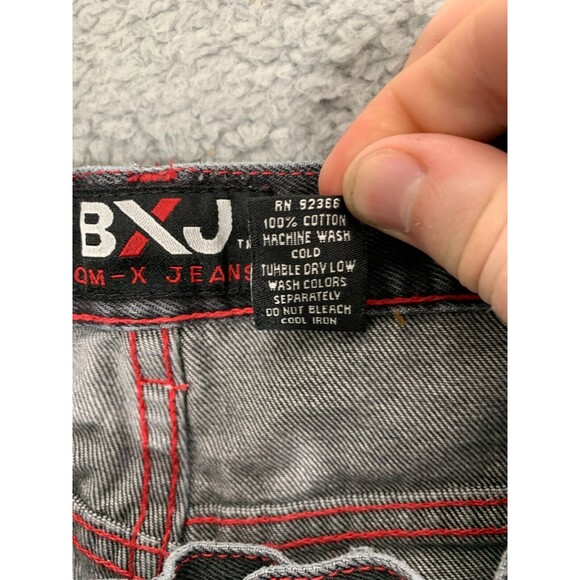 BXJ
TM
OM-X JEANS
RN 92366
100% COTTON
MACHINE WASH
COLD
TUMBLE DRY LOW
WASH COLORS
SEPARATELY
DO NOT BLEACH
COOL IRON